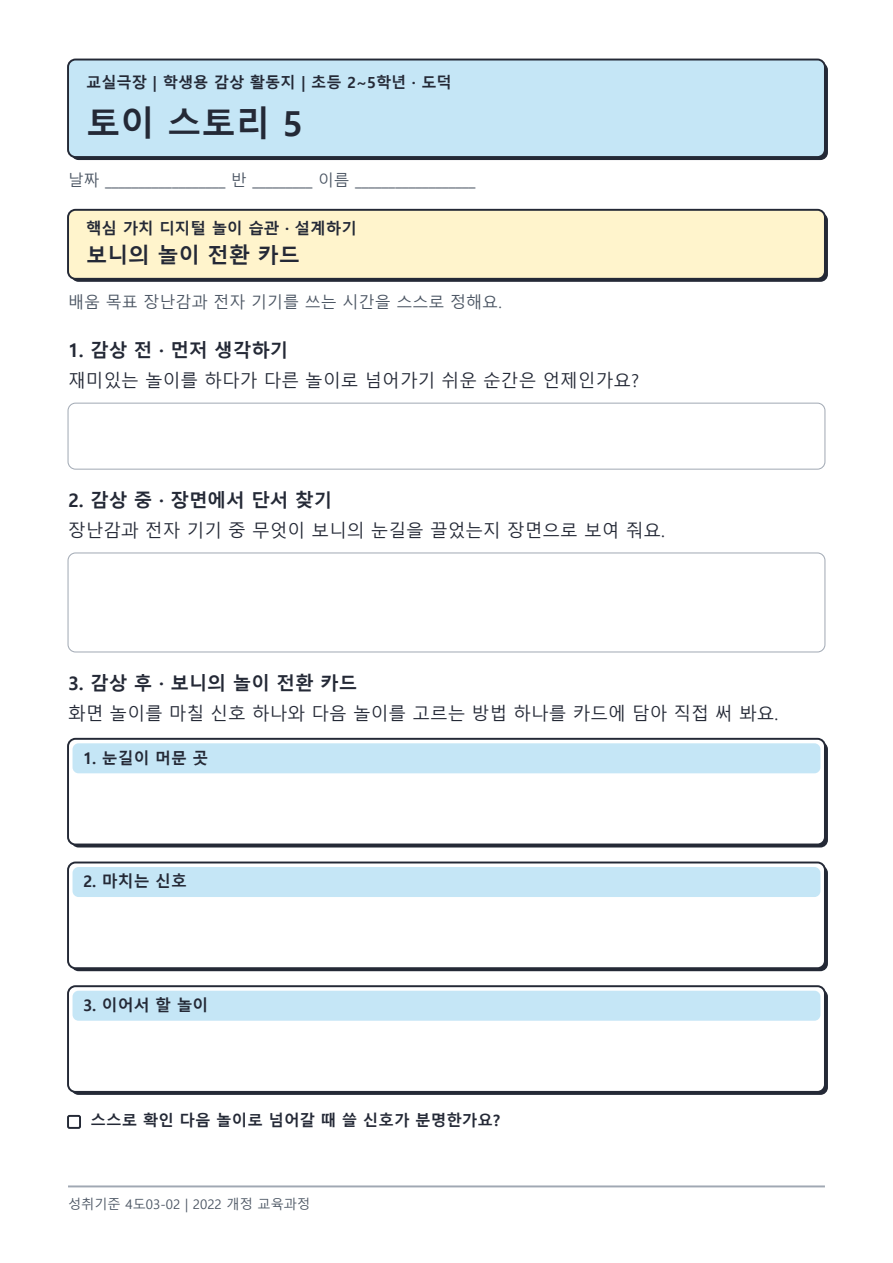 교실극장 | 학생용 감상 활동지 | 초등 2~5학년 · 도덕
토이 스토리 5
날짜 _______________ 반 _______ 이름 _______________
핵심 가치 디지털 놀이 습관 · 설계하기
보니의 놀이 전환 카드
배움 목표 장난감과 전자 기기를 쓰는 시간을 스스로 정해요.
1. 감상 전 · 먼저 생각하기
재미있는 놀이를 하다가 다른 놀이로 넘어가기 쉬운 순간은 언제인가요?
2. 감상 중 · 장면에서 단서 찾기
장난감과 전자 기기 중 무엇이 보니의 눈길을 끌었는지 장면으로 보여 줘요.
3. 감상 후 · 보니의 놀이 전환 카드
화면 놀이를 마칠 신호 하나와 다음 놀이를 고르는 방법 하나를 카드에 담아 직접 써 봐요.
1. 눈길이 머문 곳
2. 마치는 신호
3. 이어서 할 놀이
스스로 확인 다음 놀이로 넘어갈 때 쓸 신호가 분명한가요?
성취기준 4도03-02 | 2022 개정 교육과정